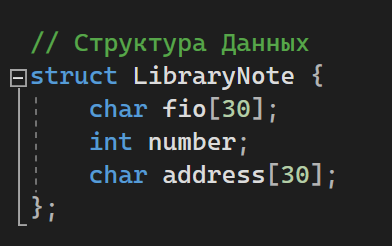 // Структура Данных
struct LibraryNote {
    char fio[30];
    int number;
    char address[30];
};